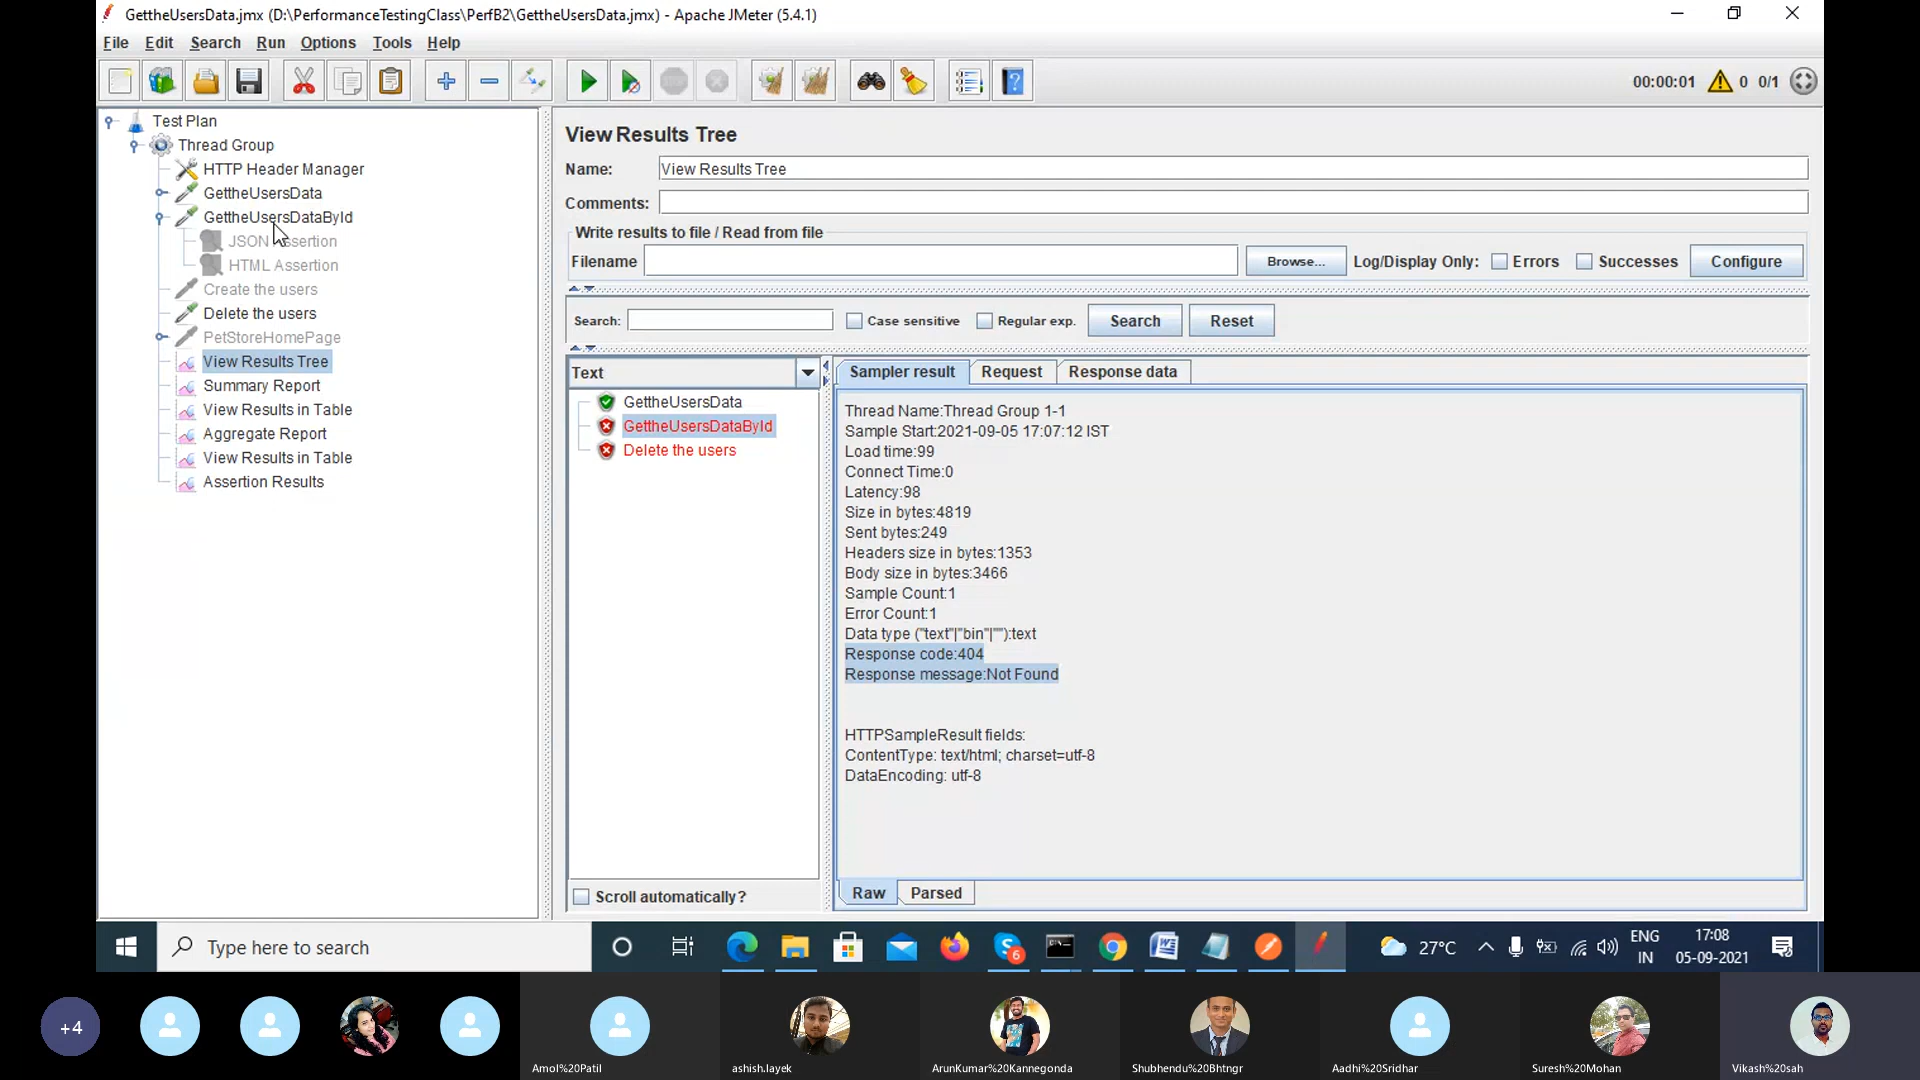 GettheUsersData.jmx (D:\PerformanceTestingClass\PerfB2\GettheUsersData.jmx) - Apache JMeter (5.4.1)
File Edit Search Run Options Tools Help
00:00:01 0 0/1
Test Plan
Thread Group
HTTP Header Manager
GettheUsersData
GettheUsersDataById
JSON Assertion
HTML Assertion
Create the users
Delete the users
PetStoreHomePage
View Results Tree
Summary Report
View Results in Table
Aggregate Report
View Results in Table
Assertion Results
View Results Tree
Name: View Results Tree
Comments:
Write results to file / Read from file
Filename Browse... Log/Display Only: Errors Successes Configure
Search: Case sensitive Regular exp. Search Reset
Text
GettheUsersData
GettheUsersDataById
Delete the users
Scroll automatically?
Sampler result Request Response data
Thread Name:Thread Group 1-1
Sample Start:2021-09-05 17:07:12 IST
Load time:99
Connect Time:0
Latency:98
Size in bytes:4819
Sent bytes:249
Headers size in bytes:1353
Body size in bytes:3466
Sample Count:1
Error Count:1
Data type ("text"|"bin"|""):text
Response code:404
Response message:Not Found
HTTPSampleResult fields:
ContentType: text/html; charset=utf-8
DataEncoding: utf-8
Raw Parsed
Type here to search
6
27°C
ENG
IN
17:08
05-09-2021
+4
Amol%20Patil
ashish.layek
ArunKumar%20Kannegonda
Shubhendu%20Bhtngr
Aadhi%20Sridhar
Suresh%20Mohan
Vikash%20sah